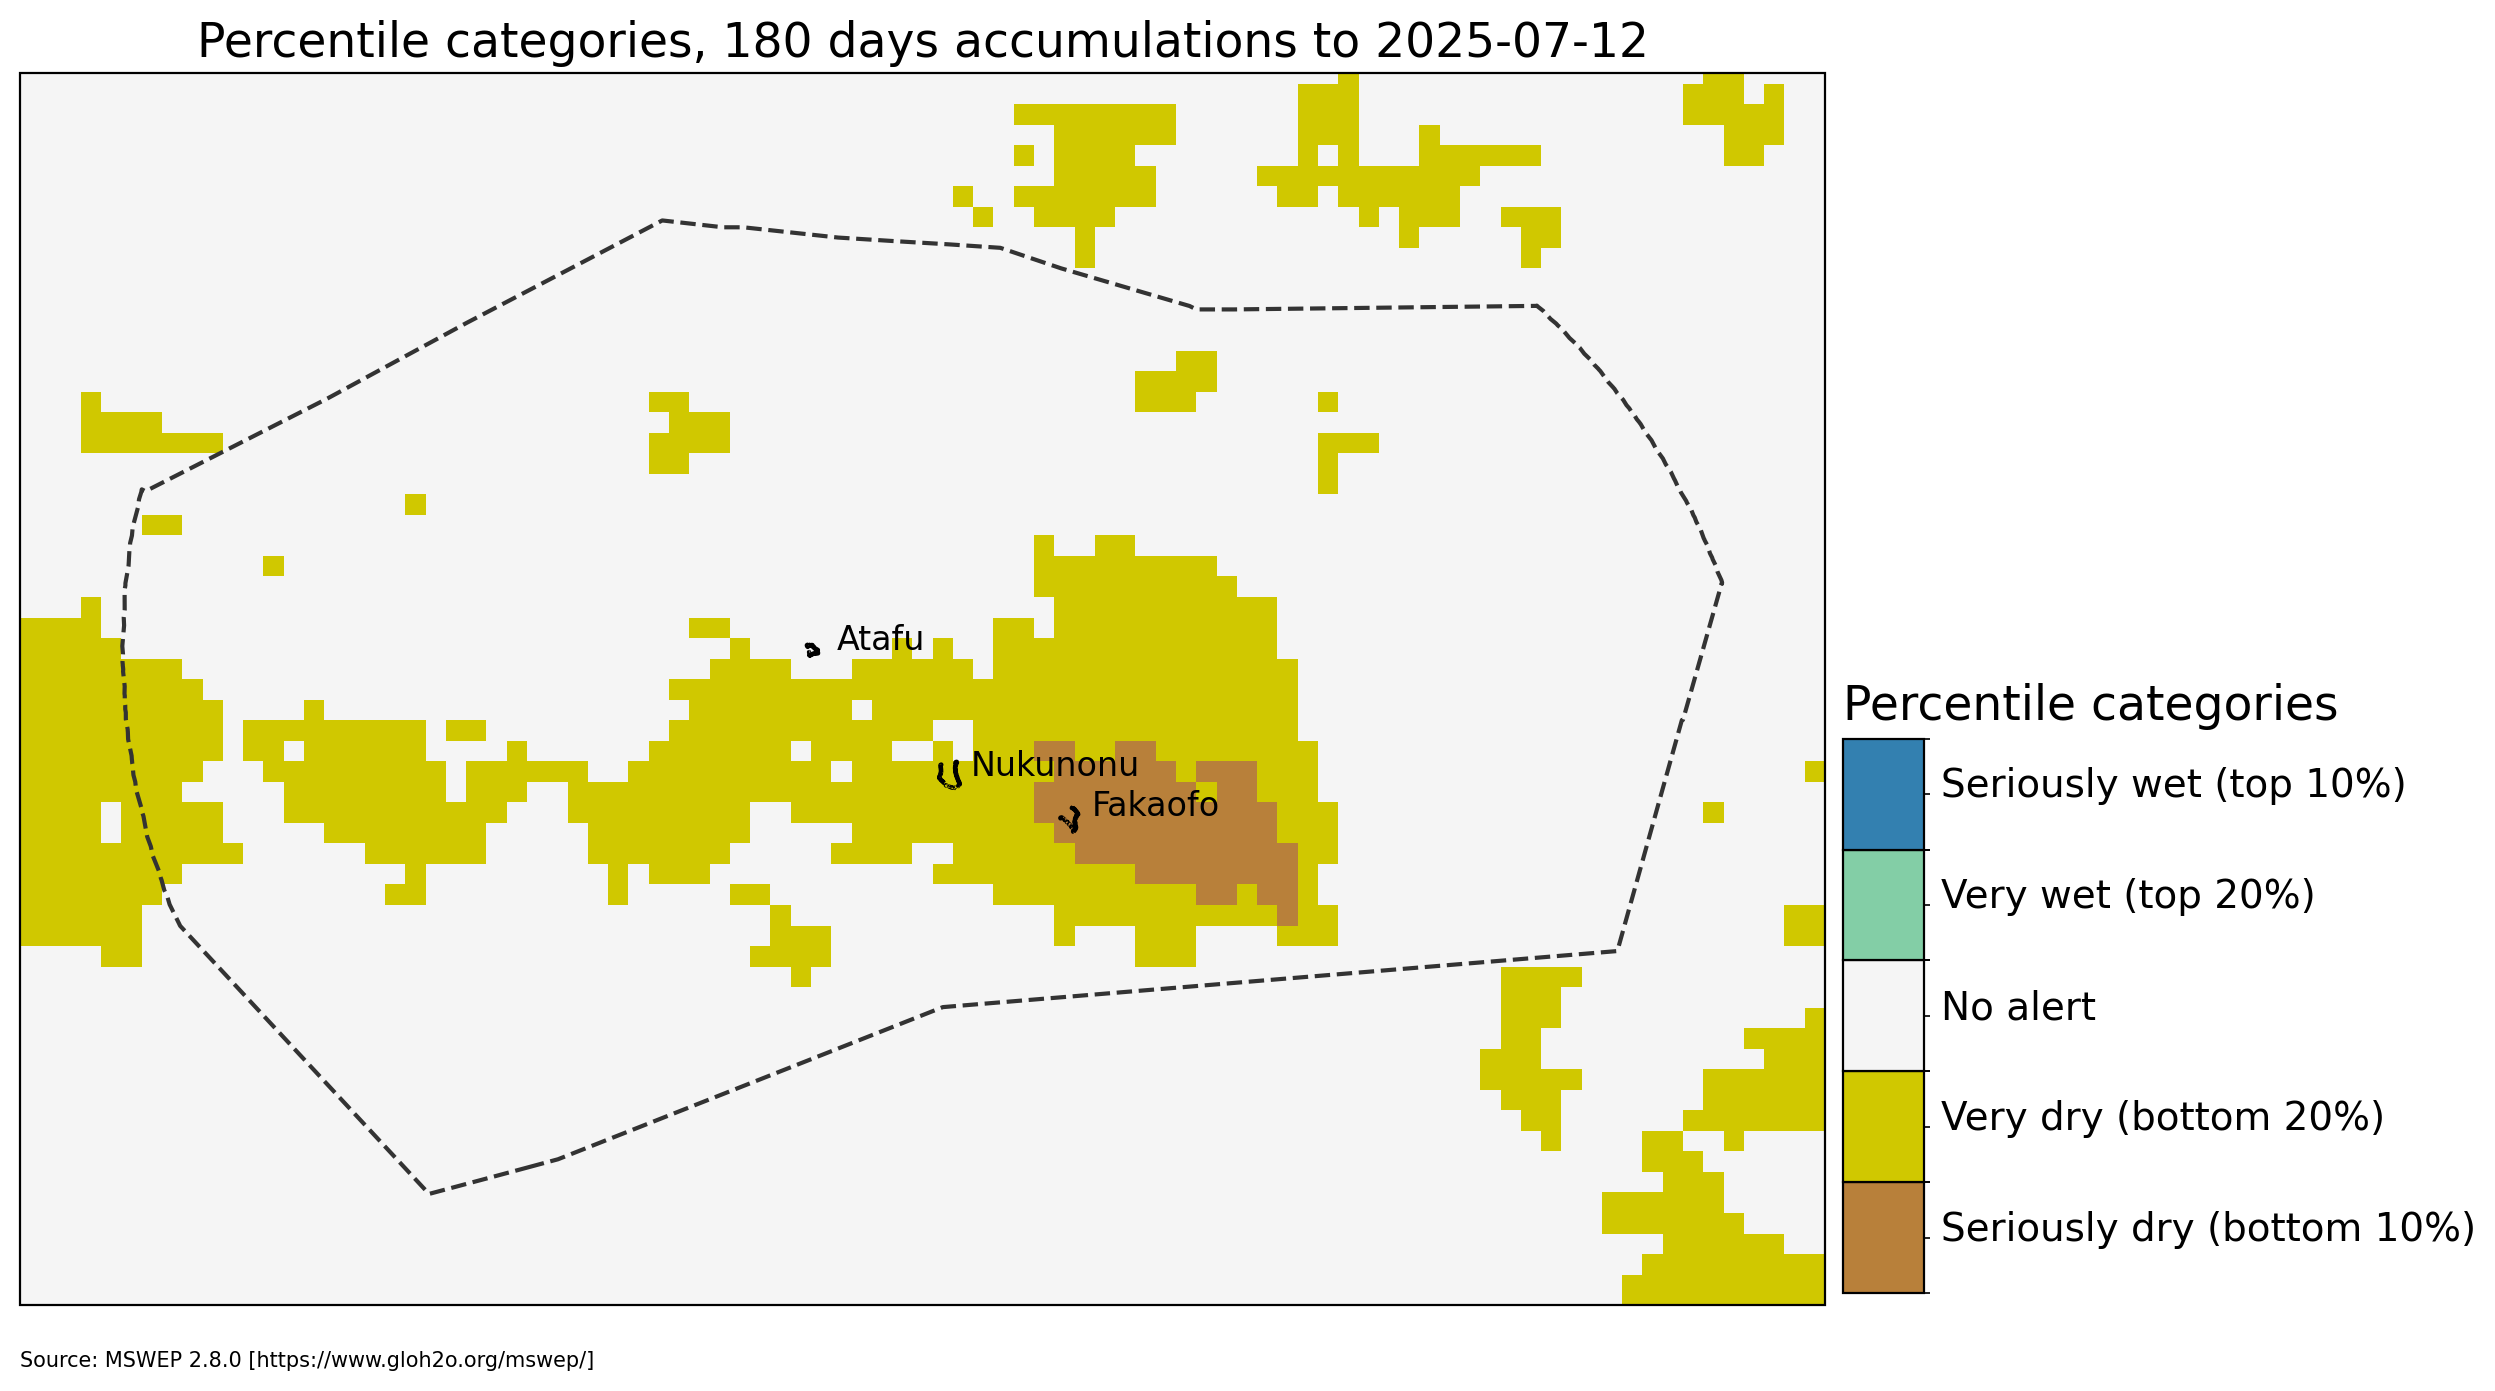 Percentile categories, 180 days accumulations to 2025-07-12
Atafu
Nukunonu
Fakaofo
Percentile categories
Seriously wet (top 10%)
Very wet (top 20%)
No alert
Very dry (bottom 20%)
Seriously dry (bottom 10%)
Source: MSWEP 2.8.0 [https://www.gloh2o.org/mswep/]